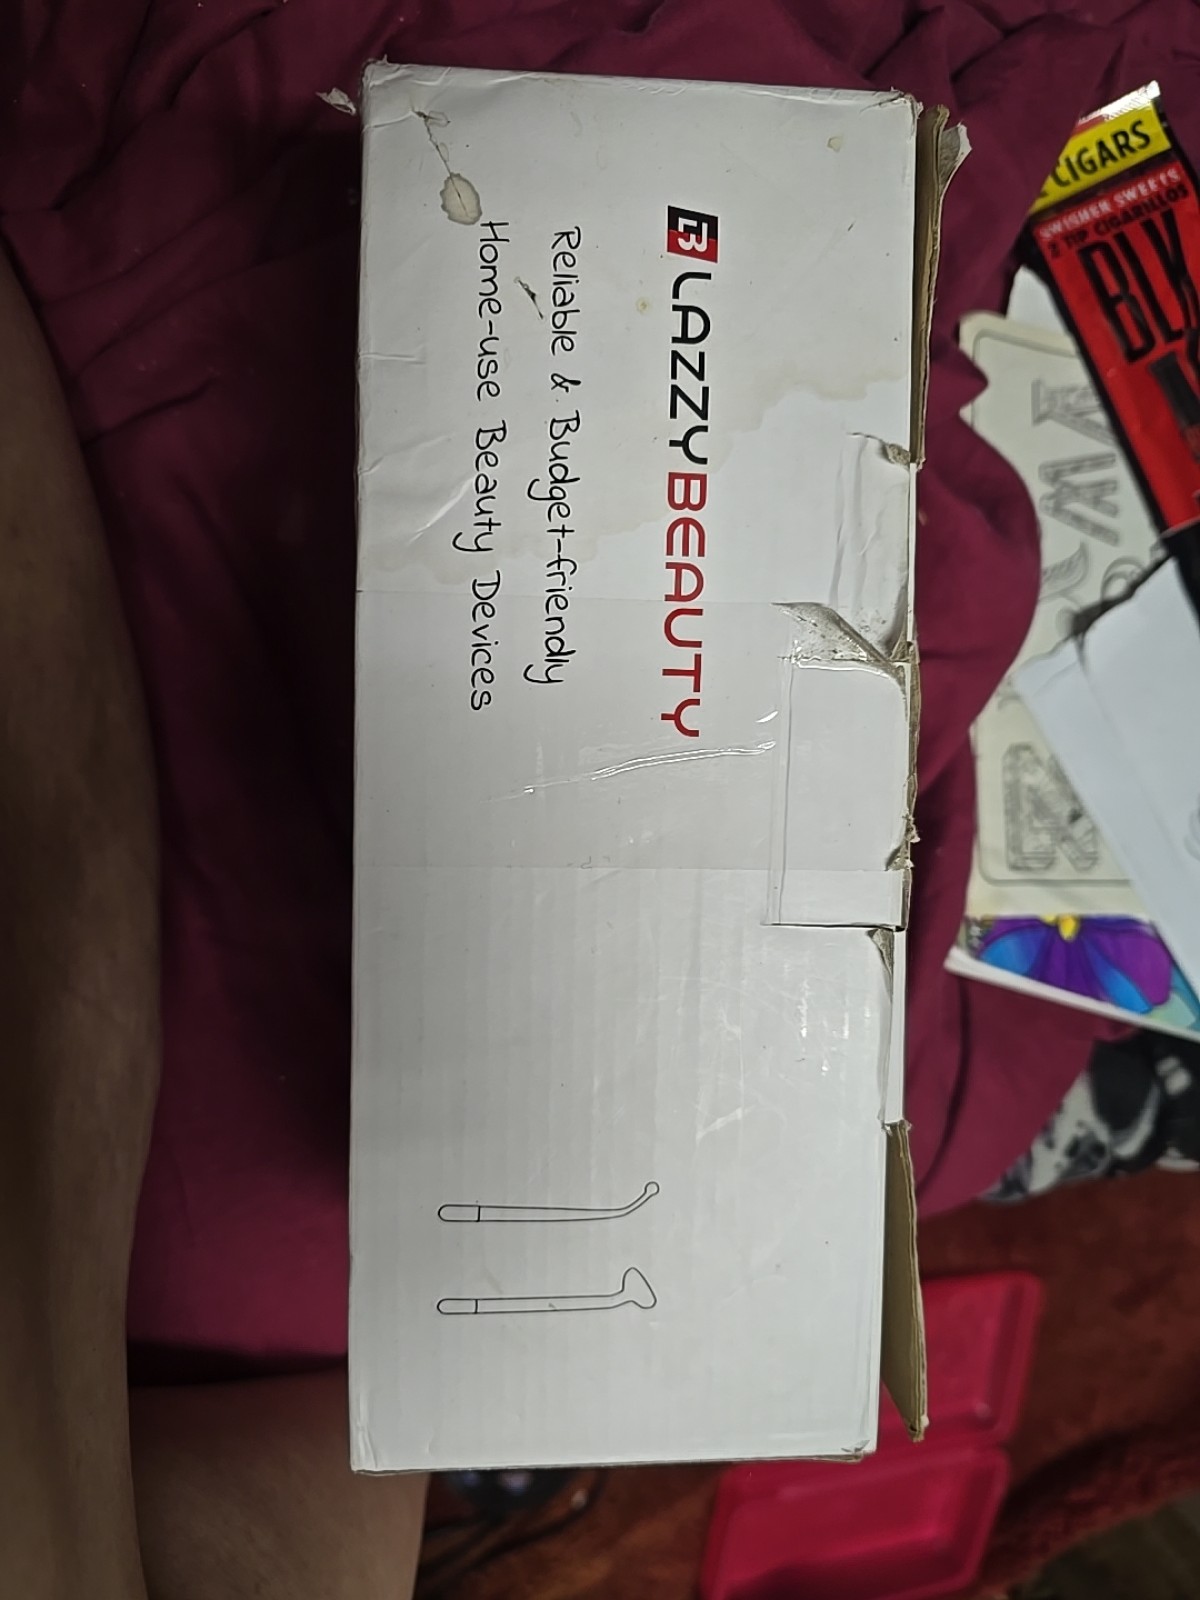 LAZZYBEAUTY
Reliable & Budget-friendly
Home-use Beauty Devices
CIGARS
SWISHER SWEETS
2 TIP CIGARILLOS
BLK